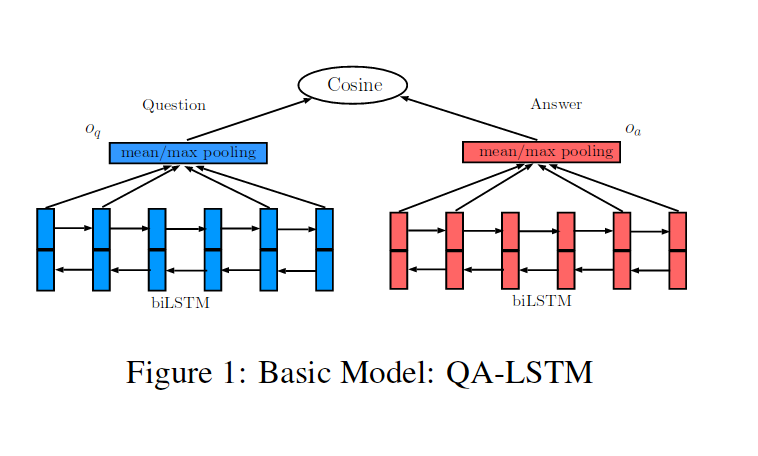 Cosine
Question
Answer
o_q
o_a
mean/max pooling
mean/max pooling
biLSTM
biLSTM
Figure 1: Basic Model: QA-LSTM